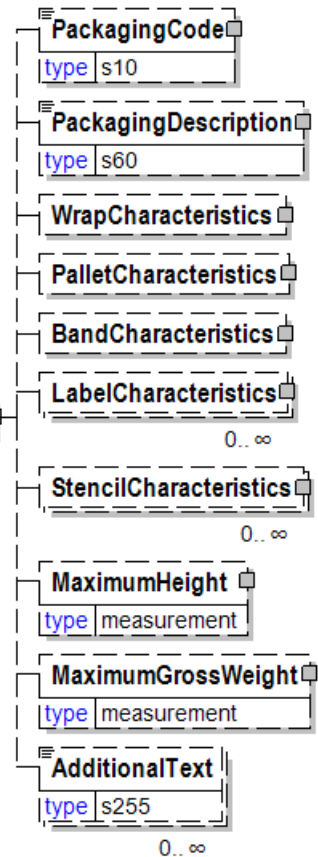 PackagingCode
type s10
PackagingDescription
type s60
WrapCharacteristics
PalletCharacteristics
BandCharacteristics
LabelCharacteristics
0.. ∞
StencilCharacteristics
0.. ∞
MaximumHeight
type measurement
MaximumGrossWeight
type measurement
AdditionalText
type s255
0.. ∞